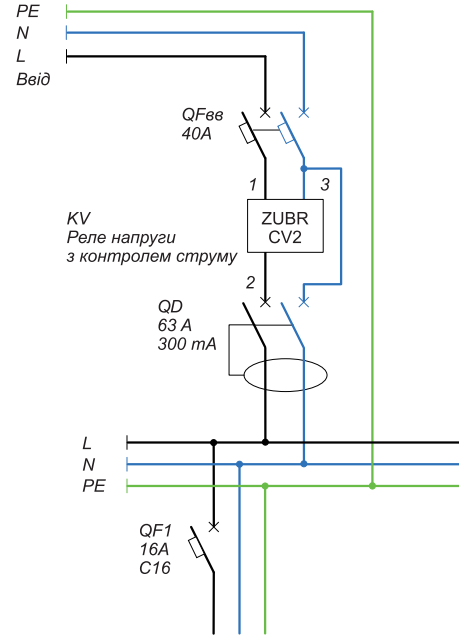 PE
N
L
Ввід
QFвв
40A
1
3
KV
Реле напруги
з контролем струму
ZUBR
CV2
2
QD
63 A
300 mA
L
N
PE
QF1
16A
C16